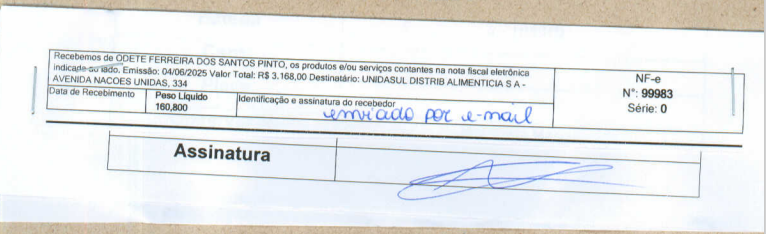 Recebemos de ODETE FERREIRA DOS SANTOS PINTO, os produtos e/ou serviços contantes na nota fiscal eletrônica
indicada ao lado. Emissão: 04/06/2025 Valor Total: R$ 3.168,00 Destinatário: UNIDASUL DISTRIB ALIMENTICIA S A -
AVENIDA NACOES UNIDAS, 334
NF-e
N°: 99983
Série: 0
Data de Recebimento
Peso Líquido
160,800
Identificação e assinatura do recebedor
enviado por e-mail
Assinatura